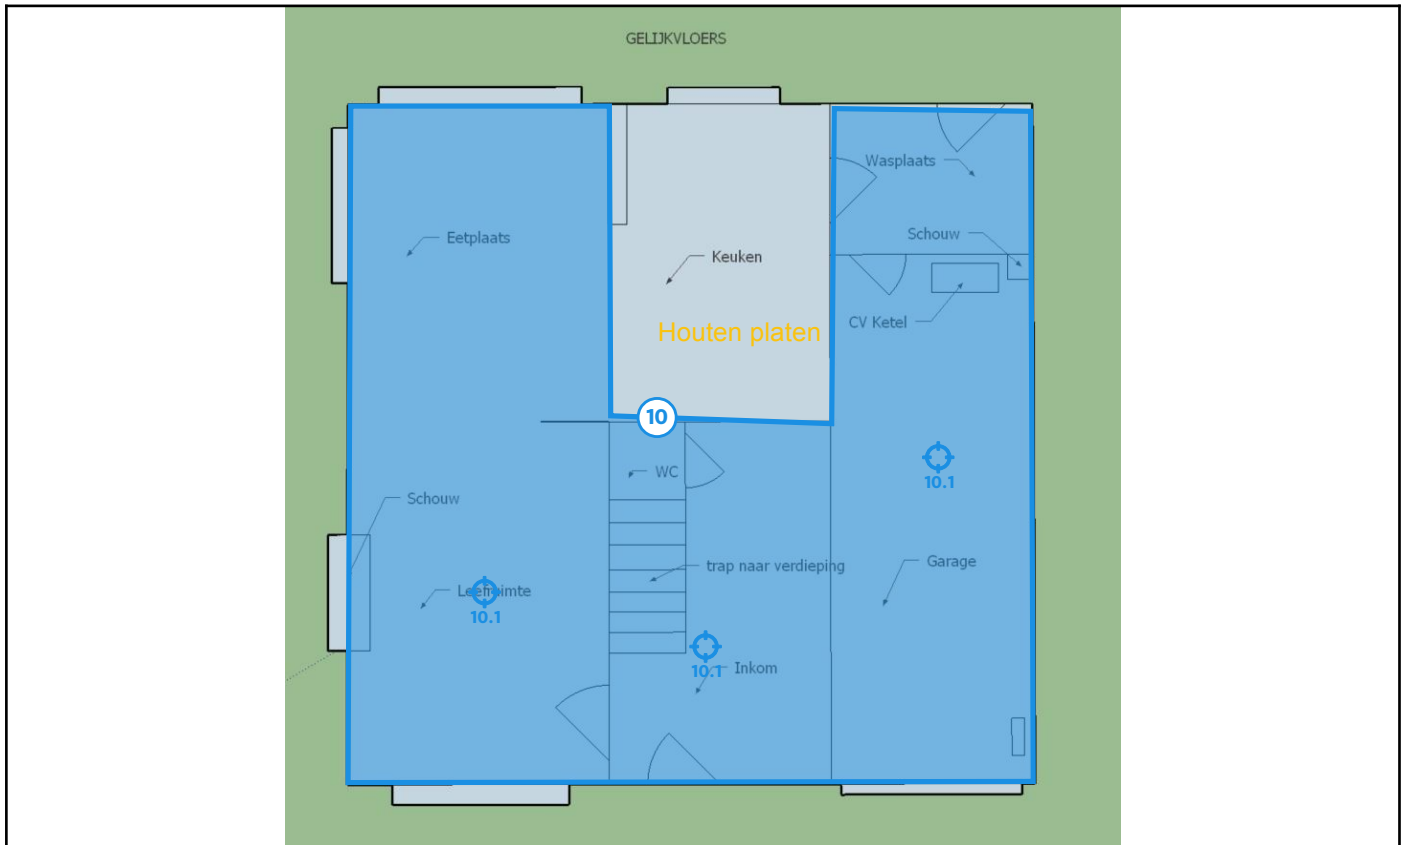 GELIJKVLOERS
Wasplaats
Eetplaats
Schouw
Keuken
CV Ketel
Houten platen
10
WC
10.1
Schouw
trap naar verdieping
Garage
Leefruimte
10.1
10.1
Inkom